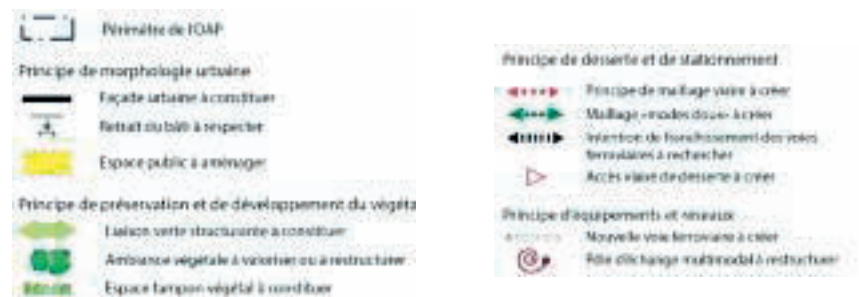 Périmètre de l'OAP
Principe de morphologie urbaine
Façade urbaine à constituer
Retrait du bâti à respecter
Espace public à aménager
Principe de préservation et de développement du végéta
Liaison verte structurante à constituer
Ambiance végétale à valoriser ou à restructurer
Espace tampon végétal à constituer
Principe de desserte et de stationnement
Principe de maillage viaire à créer
Maillage «modes doux» à créer
Intention de franchissement des voies
ferroviaires à rechercher
Accès viaire de desserte à créer
Principe d'équipements et réseaux
Nouvelle voie ferroviaire à créer
Pôle d'échange multimodal à restructurer